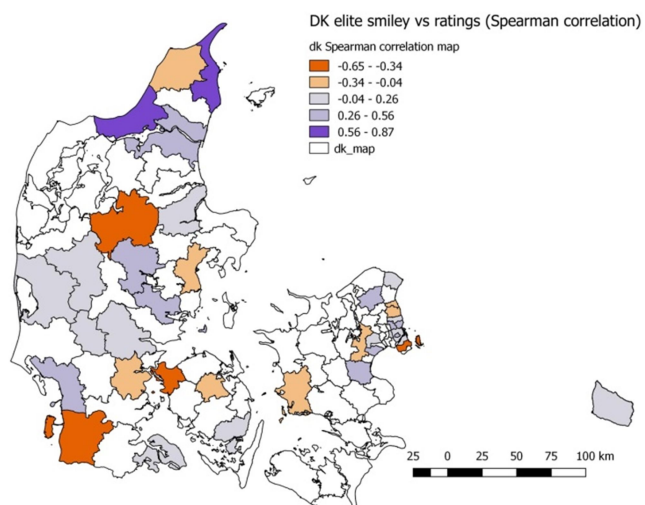 DK elite smiley vs ratings (Spearman correlation)
dk Spearman correlation map
-0.65 - -0.34
-0.34 - -0.04
-0.04 - 0.26
0.26 - 0.56
0.56 - 0.87
dk_map
25 0 25 50 75 100 km